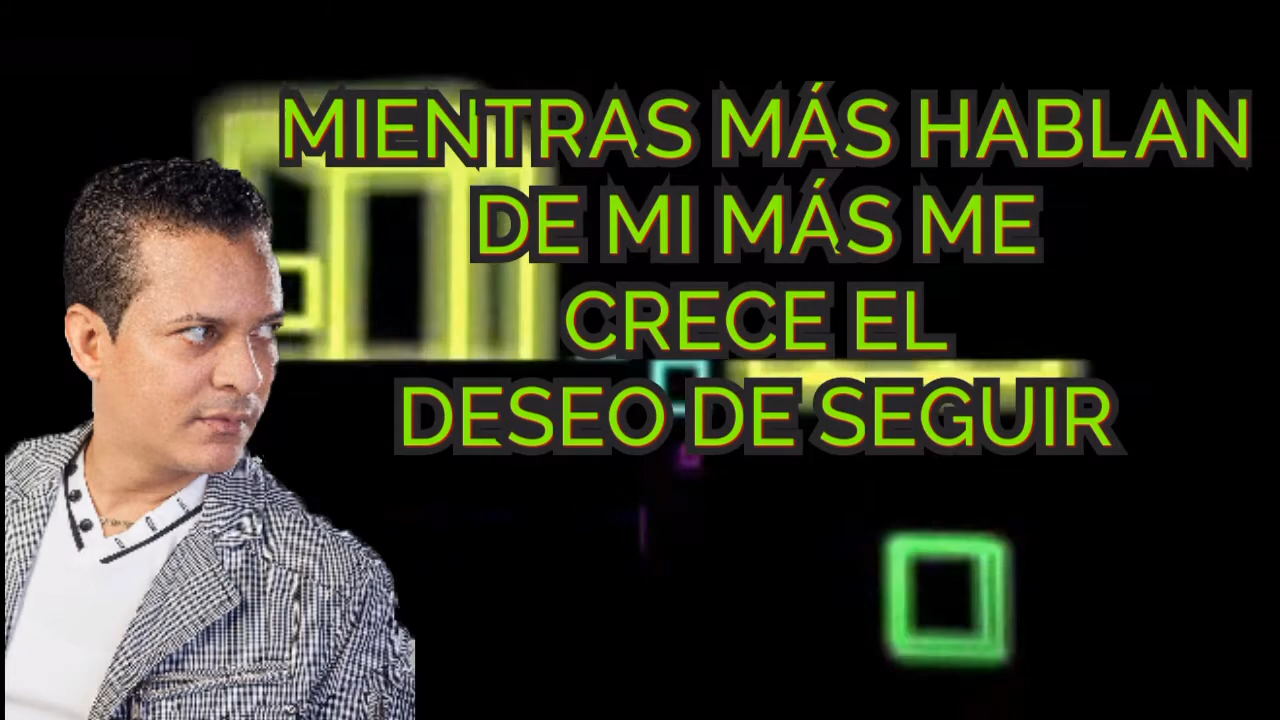 MIENTRAS MÁS HABLAN
DE MI MÁS ME
CRECE EL
DESEO DE SEGUIR